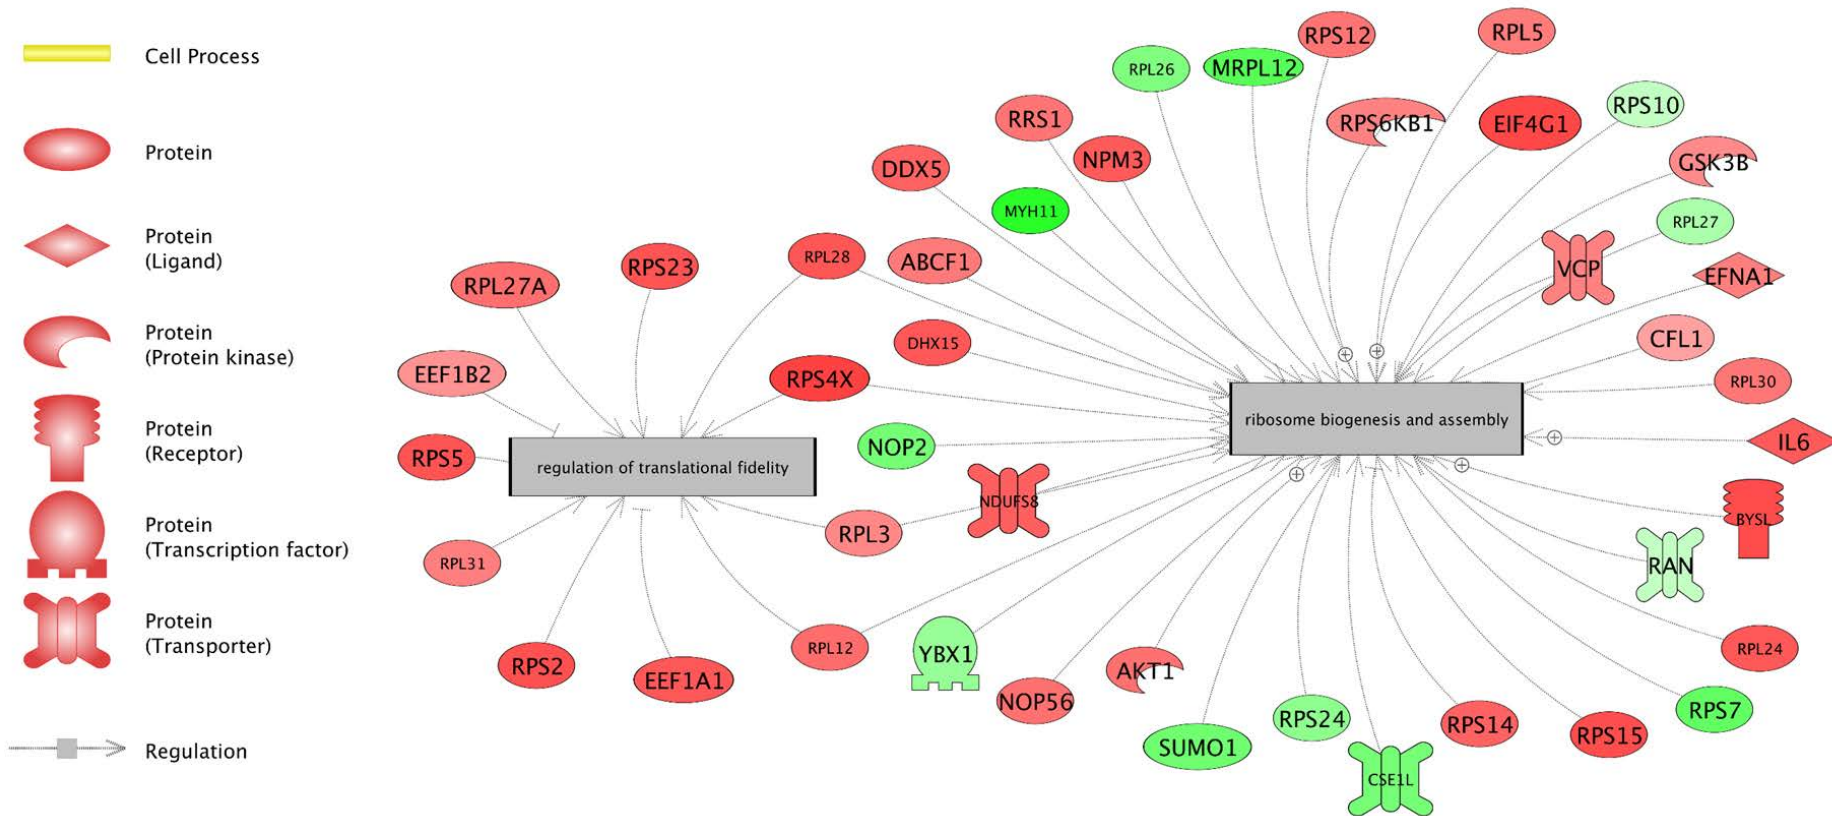 Cell Process
Protein
Protein
(Ligand)
Protein
(Protein kinase)
Protein
(Receptor)
Protein
(Transcription factor)
Protein
(Transporter)
Regulation
RPL27A
RPS23
RPL28
EEF1B2
RPS4X
RPS5
regulation of translational fidelity
RPL31
RPL3
RPS2
EEF1A1
RPL12
RPS12
RPL5
RPL26
MRPL12
RPS10
RRS1
RPS6KB1
EIF4G1
NPM3
DDX5
GSK3B
MYH11
RPL27
ABCF1
VCP
EFNA1
DHX15
CFL1
RPL30
ribosome biogenesis and assembly
NOP2
IL6
NDUFS8
BYSL
RAN
YBX1
RPL24
AKT1
NOP56
RPS24
RPS14
RPS7
SUMO1
RPS15
CSE1L